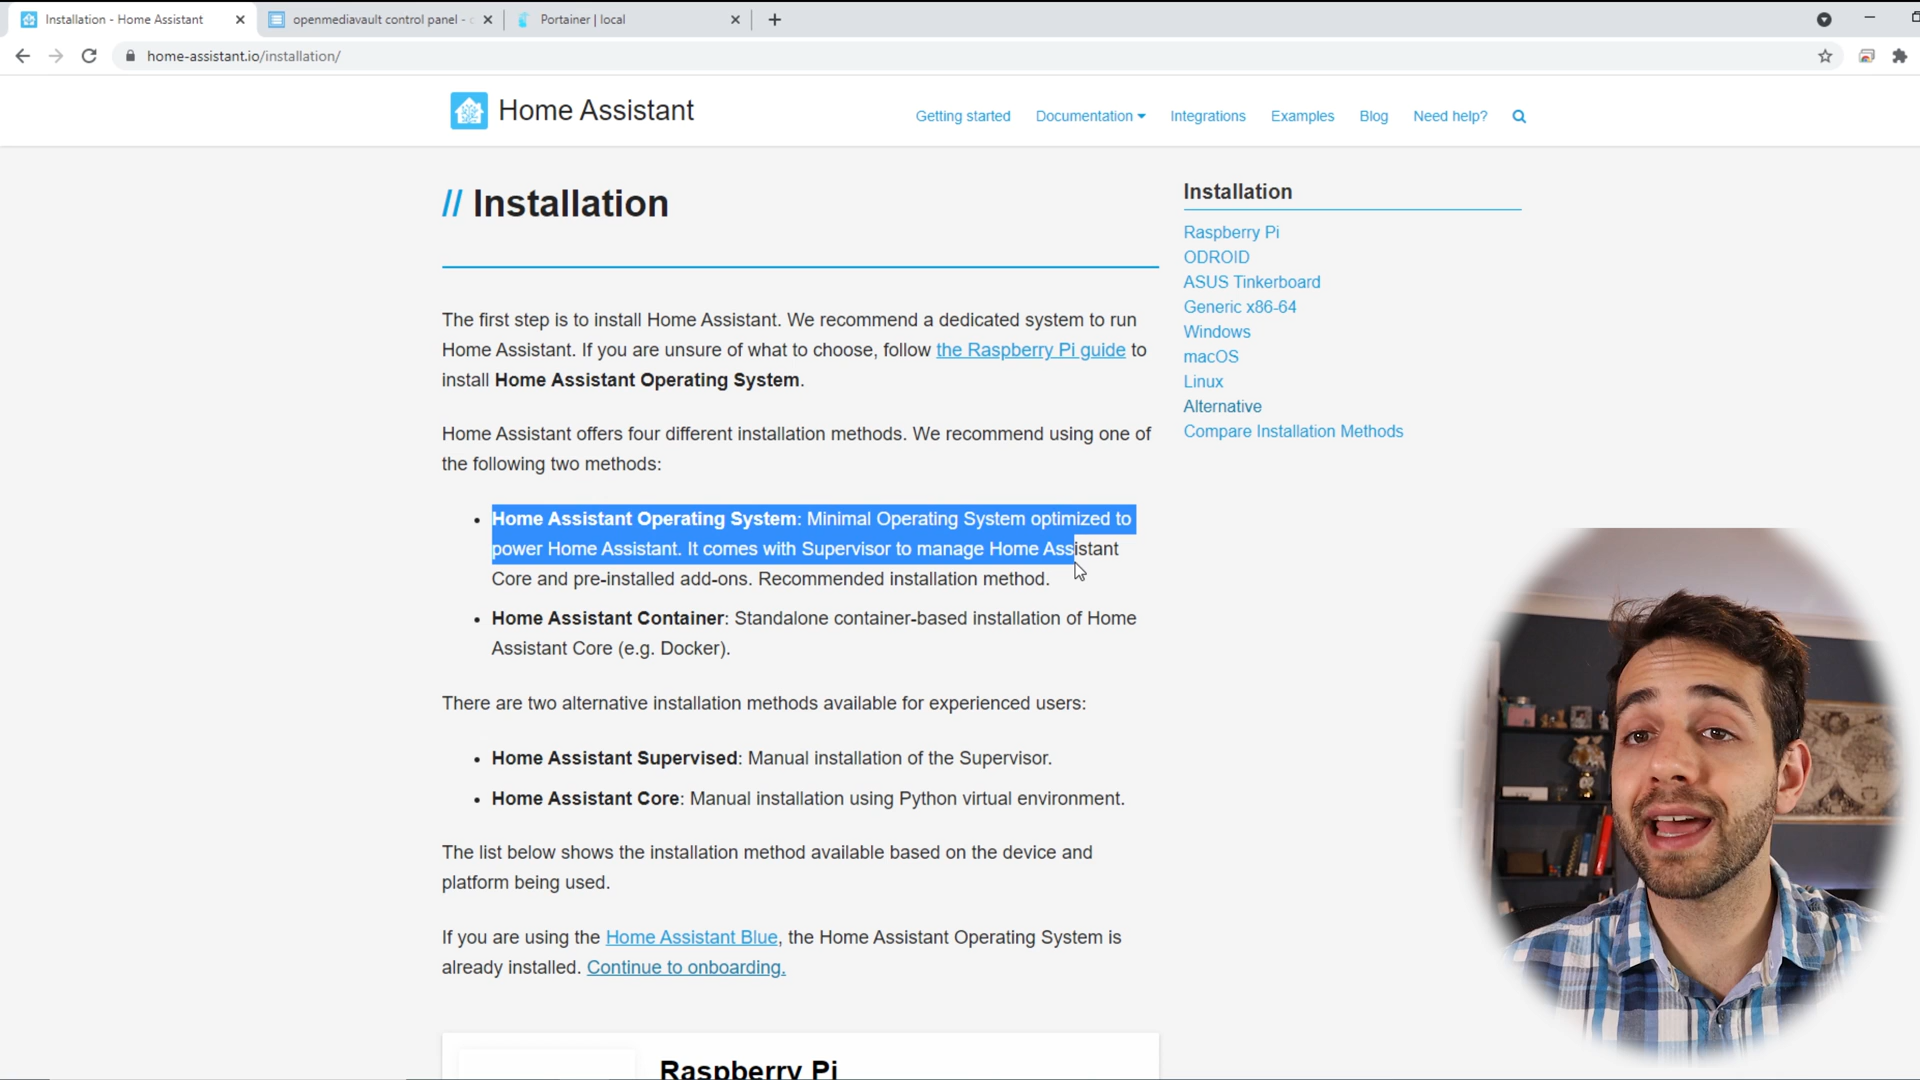 Installation - Home Assistant
openmediavault control panel -
Portainer | local
home-assistant.io/installation/
Home Assistant
Getting started
Documentation
Integrations
Examples
Blog
Need help?
// Installation
The first step is to install Home Assistant. We recommend a dedicated system to run
Home Assistant. If you are unsure of what to choose, follow the Raspberry Pi guide to
install Home Assistant Operating System.
Home Assistant offers four different installation methods. We recommend using one of
the following two methods:
• Home Assistant Operating System: Minimal Operating System optimized to
power Home Assistant. It comes with Supervisor to manage Home Assistant
Core and pre-installed add-ons. Recommended installation method.
• Home Assistant Container: Standalone container-based installation of Home
Assistant Core (e.g. Docker).
There are two alternative installation methods available for experienced users:
• Home Assistant Supervised: Manual installation of the Supervisor.
• Home Assistant Core: Manual installation using Python virtual environment.
The list below shows the installation method available based on the device and
platform being used.
If you are using the Home Assistant Blue, the Home Assistant Operating System is
already installed. Continue to onboarding.
Raspberry Pi
Installation
Raspberry Pi
ODROID
ASUS Tinkerboard
Generic x86-64
Windows
macOS
Linux
Alternative
Compare Installation Methods